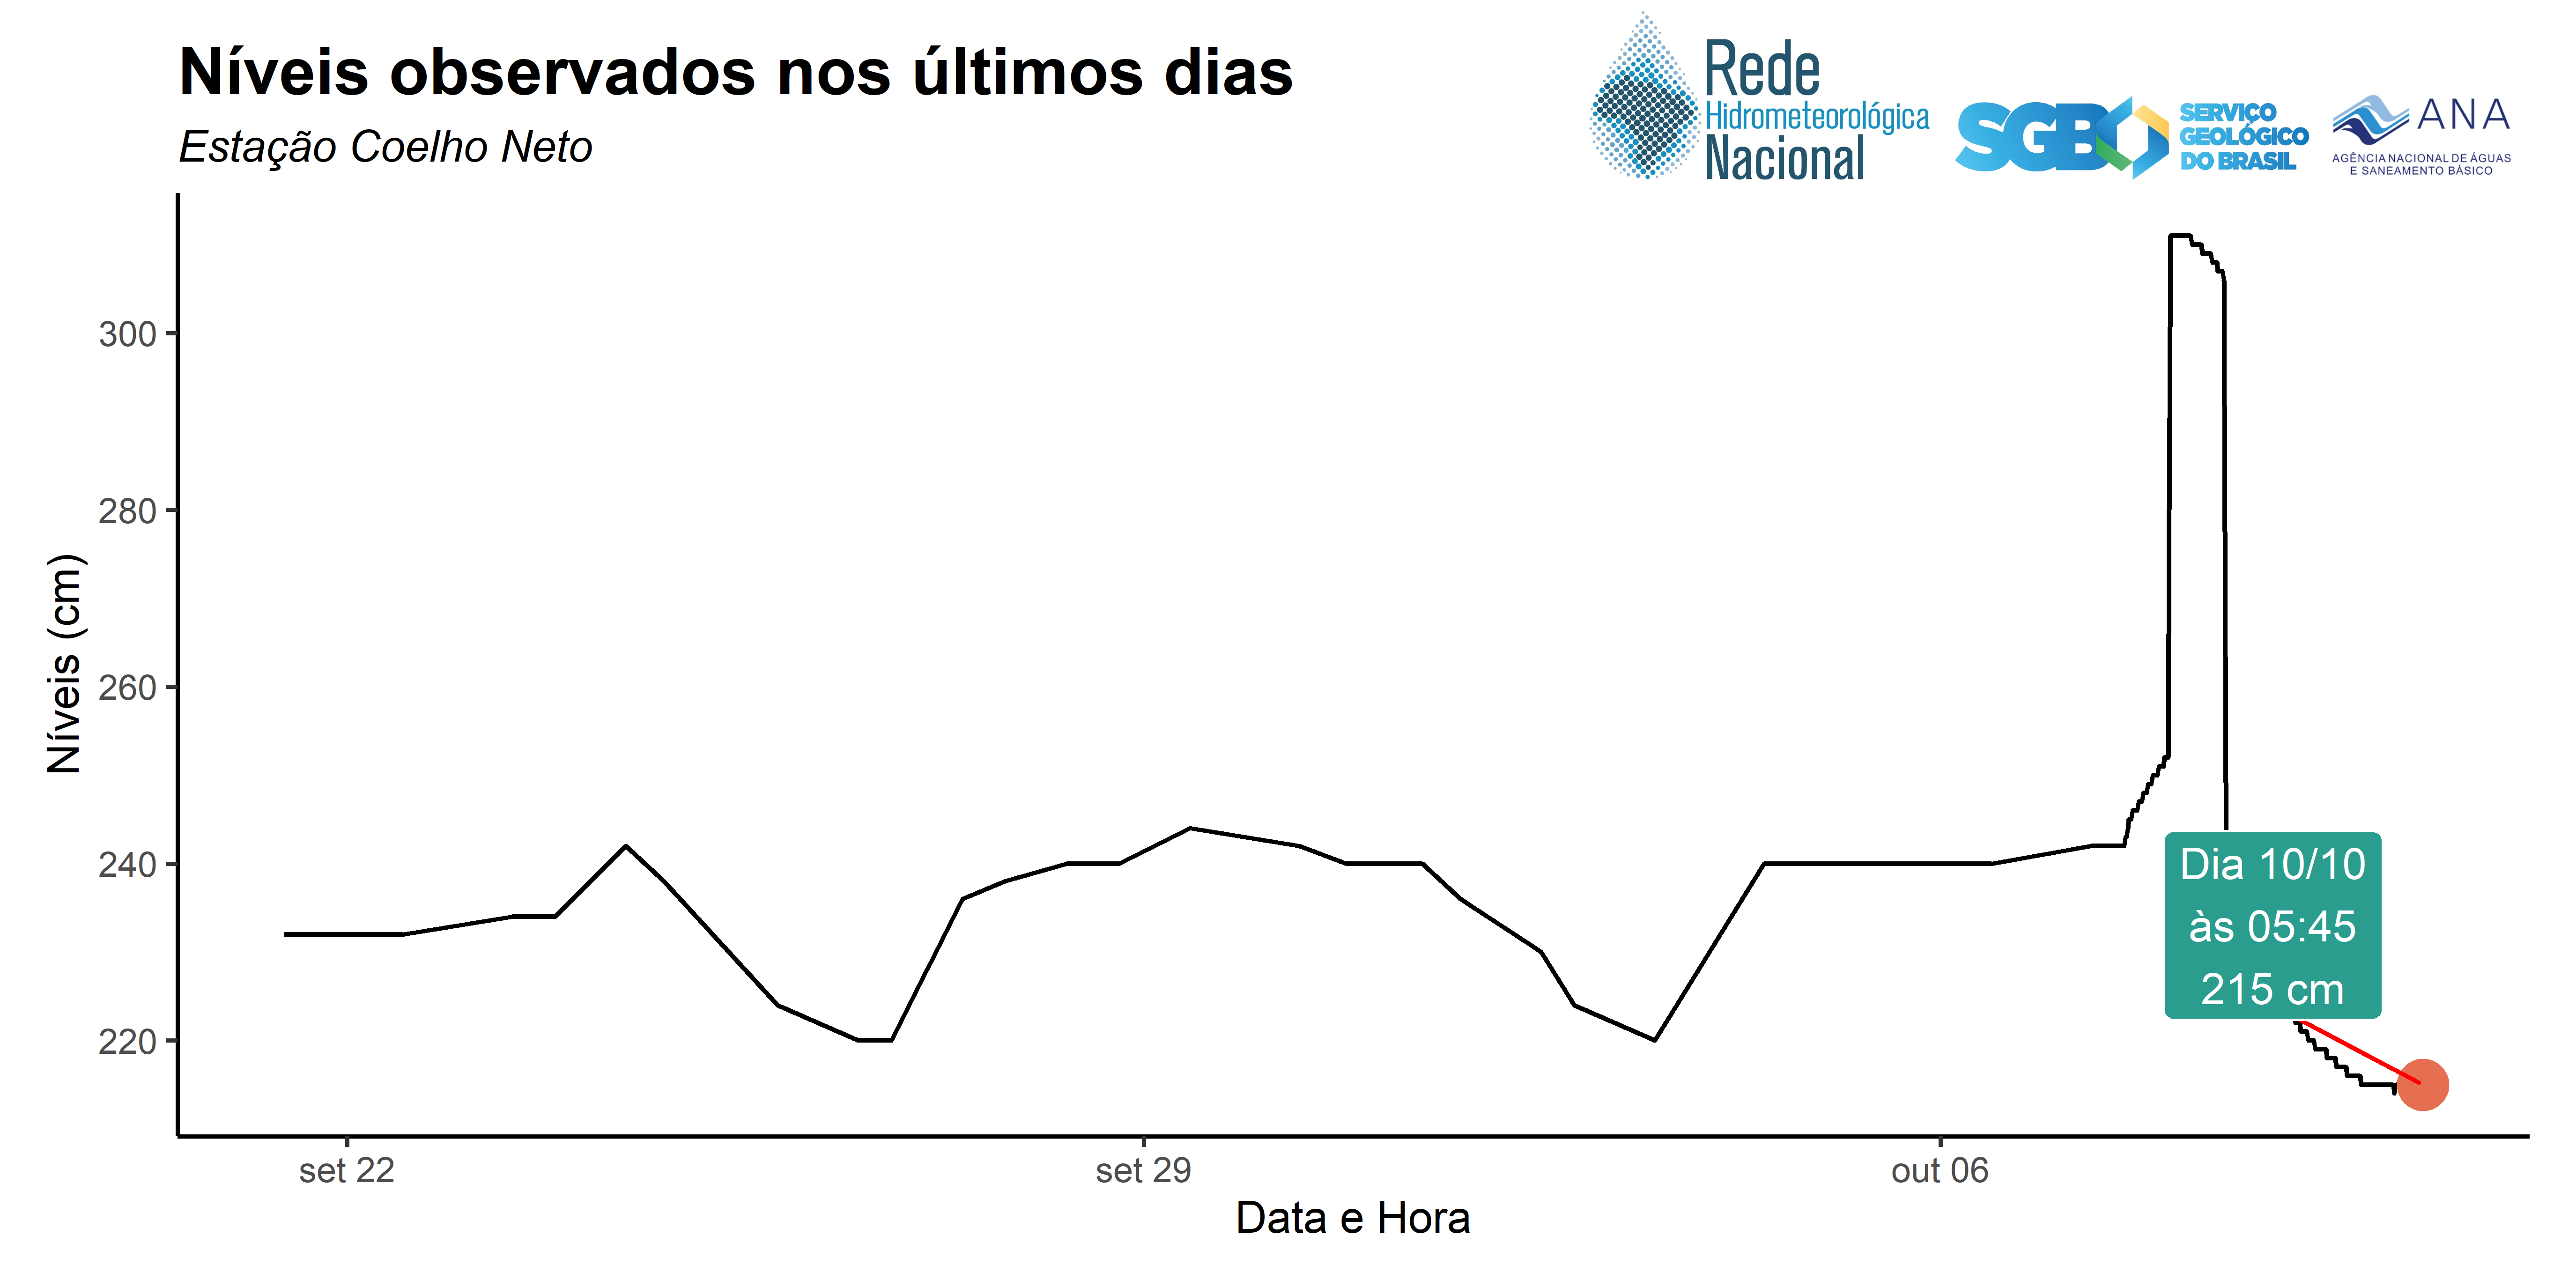 Níveis observados nos últimos dias
Estação Coelho Neto
Rede
Hidrometeorológica
Nacional
SGB
SERVIÇO
GEOLÓGICO
DO BRASIL
ANA
AGÊNCIA NACIONAL DE ÁGUAS
E SANEAMENTO BÁSICO
Níveis (cm)
300
280
260
240
220
Dia 10/10
às 05:45
215 cm
set 22
set 29
out 06
Data e Hora